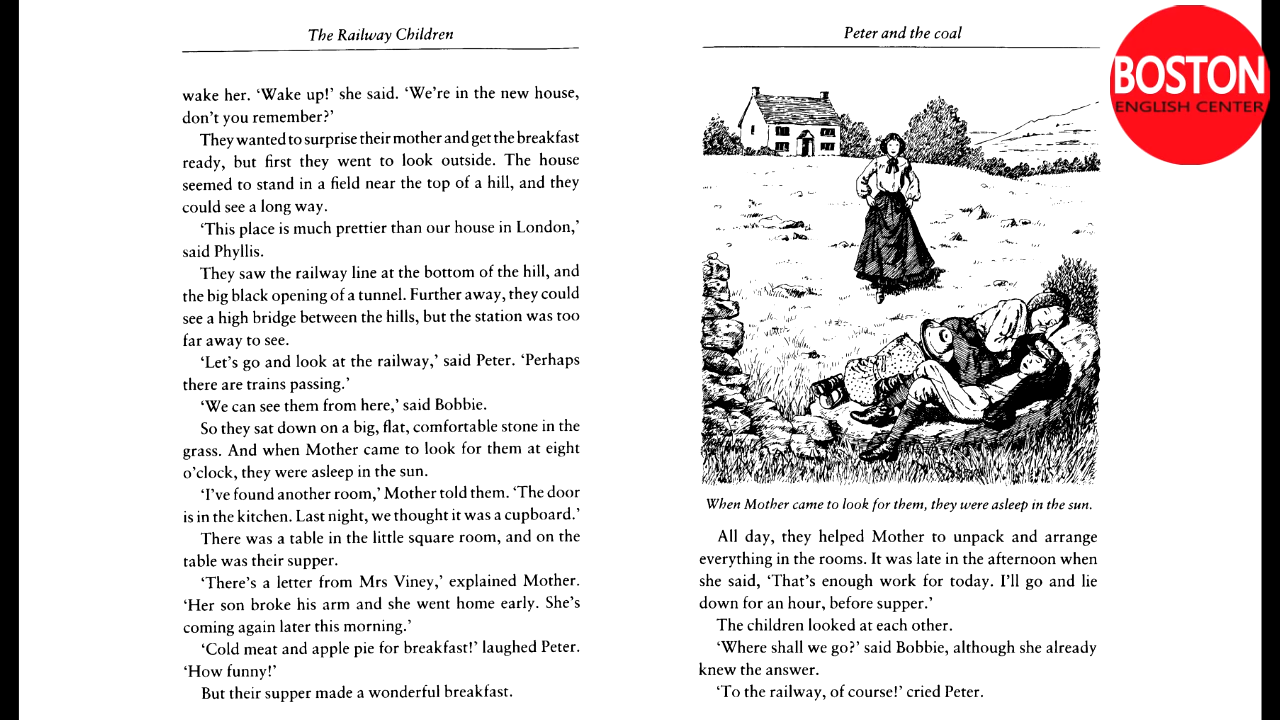 The Railway Children
wake her. ‘Wake up!’ she said. ‘We’re in the new house,
don’t you remember?’
They wanted to surprise their mother and get the breakfast
ready, but first they went to look outside. The house
seemed to stand in a field near the top of a hill, and they
could see a long way.
‘This place is much prettier than our house in London,’
said Phyllis.
They saw the railway line at the bottom of the hill, and
the big black opening of a tunnel. Further away, they could
see a high bridge between the hills, but the station was too
far away to see.
‘Let’s go and look at the railway,’ said Peter. ‘Perhaps
there are trains passing.’
‘We can see them from here,’ said Bobbie.
So they sat down on a big, flat, comfortable stone in the
grass. And when Mother came to look for them at eight
o’clock, they were asleep in the sun.
‘I’ve found another room,’ Mother told them. ‘The door
is in the kitchen. Last night, we thought it was a cupboard.’
There was a table in the little square room, and on the
table was their supper.
‘There’s a letter from Mrs Viney,’ explained Mother.
‘Her son broke his arm and she went home early. She’s
coming again later this morning.’
‘Cold meat and apple pie for breakfast!’ laughed Peter.
‘How funny!’
But their supper made a wonderful breakfast.
Peter and the coal
When Mother came to look for them, they were asleep in the sun.
All day, they helped Mother to unpack and arrange
everything in the rooms. It was late in the afternoon when
she said, ‘That’s enough work for today. I’ll go and lie
down for an hour, before supper.’
The children looked at each other.
‘Where shall we go?’ said Bobbie, although she already
knew the answer.
‘To the railway, of course!’ cried Peter.
BOSTON
ENGLISH CENTER